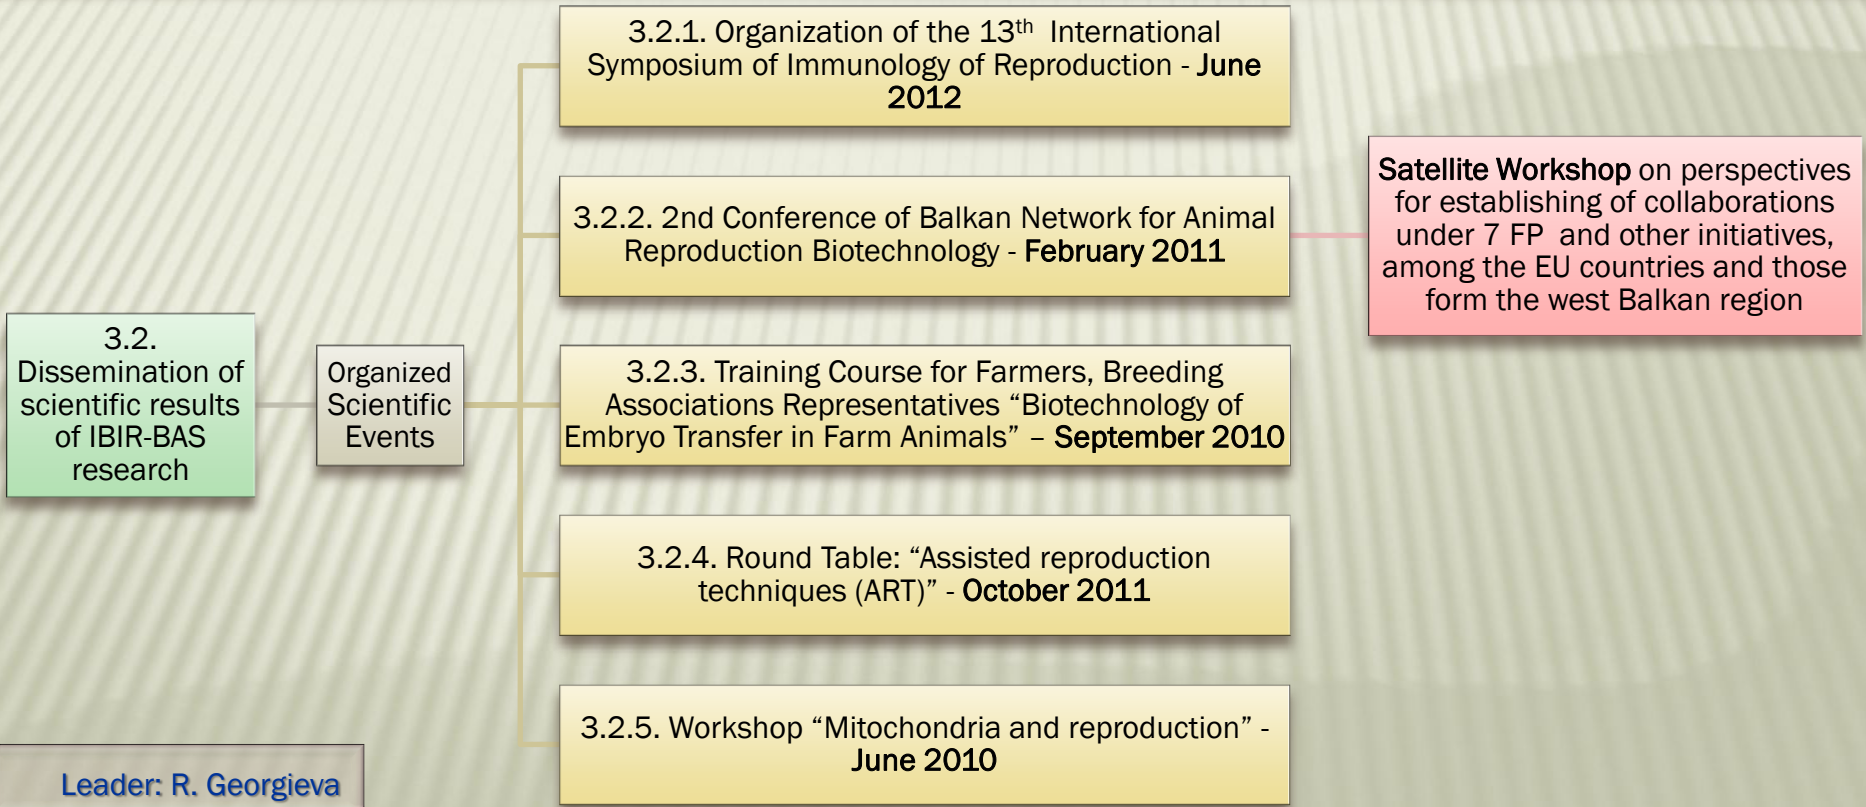 3.2.
Dissemination of
scientific results
of IBIR-BAS
research
Organized
Scientific
Events
3.2.1. Organization of the 13th International
Symposium of Immunology of Reproduction - June
2012
3.2.2. 2nd Conference of Balkan Network for Animal
Reproduction Biotechnology - February 2011
Satellite Workshop on perspectives
for establishing of collaborations
under 7 FP and other initiatives,
among the EU countries and those
form the west Balkan region
3.2.3. Training Course for Farmers, Breeding
Associations Representatives “Biotechnology of
Embryo Transfer in Farm Animals” – September 2010
3.2.4. Round Table: “Assisted reproduction
techniques (ART)” - October 2011
3.2.5. Workshop “Mitochondria and reproduction” -
June 2010
Leader: R. Georgieva